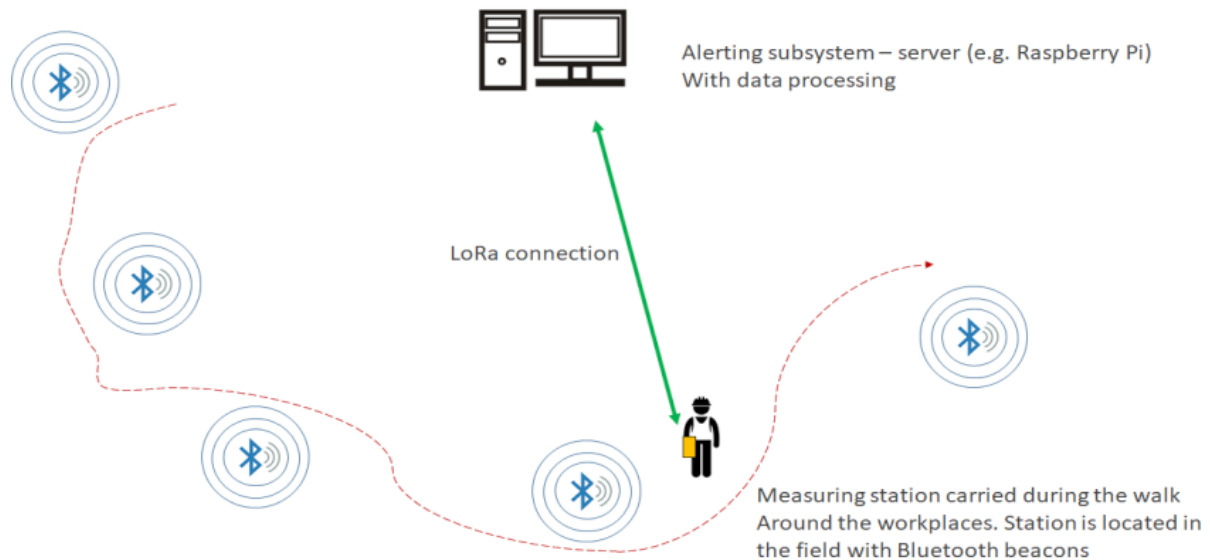 Alerting subsystem – server (e.g. Raspberry Pi)
With data processing
LoRa connection
Measuring station carried during the walk
Around the workplaces. Station is located in
the field with Bluetooth beacons